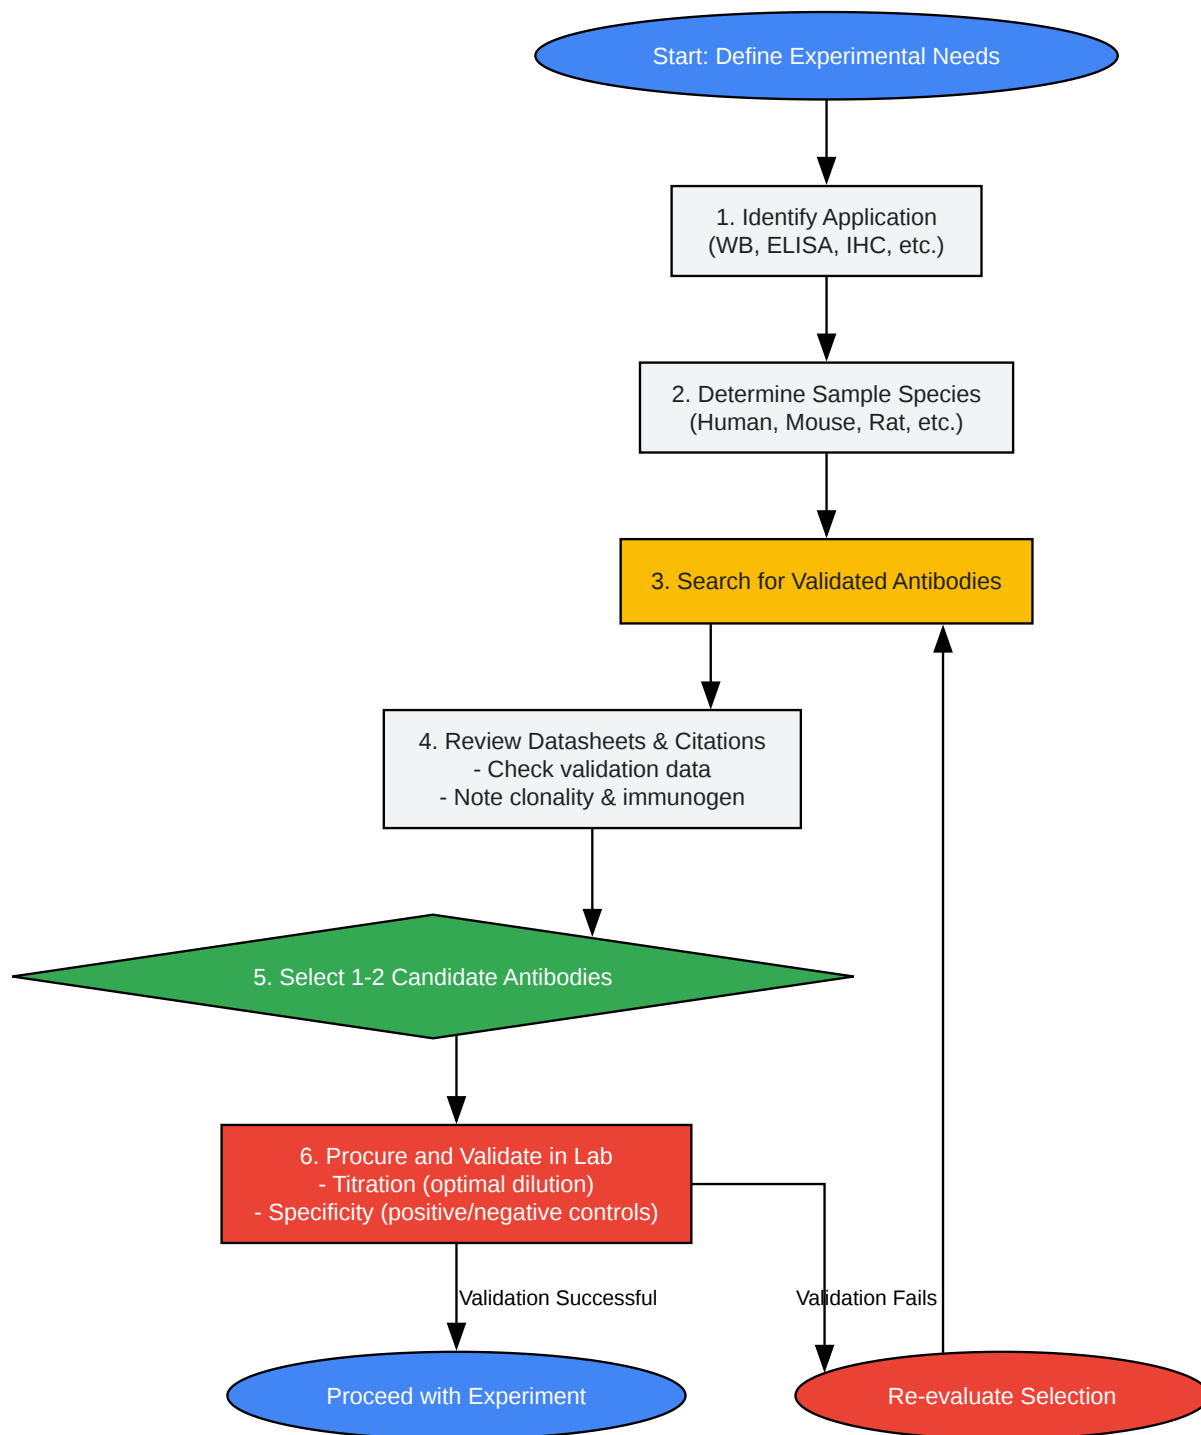 Start: Define Experimental Needs
1. Identify Application
(WB, ELISA, IHC, etc.)
2. Determine Sample Species
(Human, Mouse, Rat, etc.)
3. Search for Validated Antibodies
4. Review Datasheets & Citations
- Check validation data
- Note clonality & immunogen
5. Select 1-2 Candidate Antibodies
6. Procure and Validate in Lab
- Titration (optimal dilution)
- Specificity (positive/negative controls)
Validation Successful
Validation Fails
Proceed with Experiment
Re-evaluate Selection